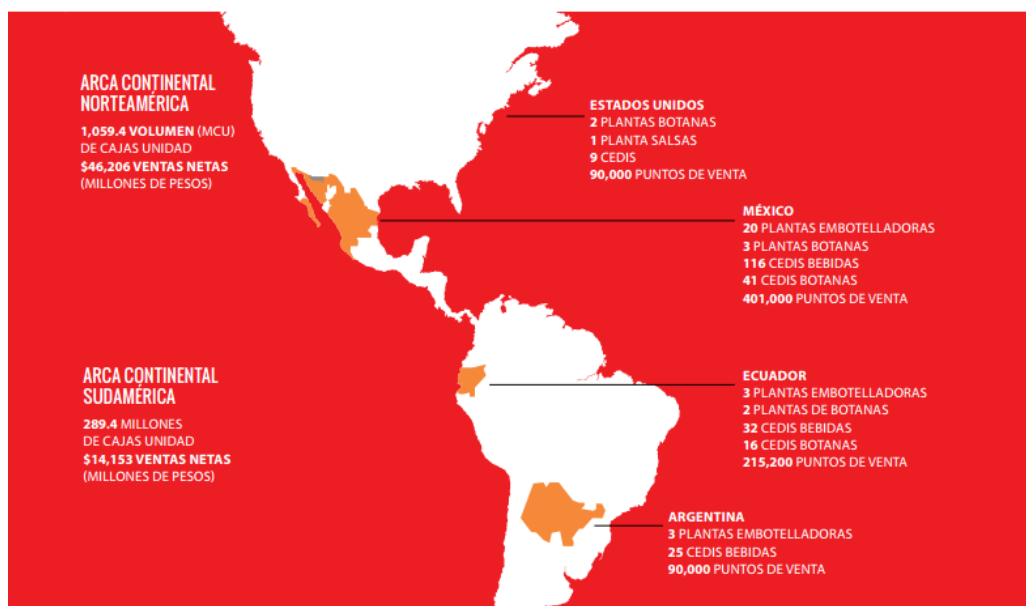 ARCA CONTINENTAL
NORTEAMÉRICA
1,059.4 VOLUMEN (MCU)
DE CAJAS UNIDAD
$46,206 VENTAS NETAS
(MILLONES DE PESOS)
ESTADOS UNIDOS
2 PLANTAS BOTANAS
1 PLANTA SALSAS
9 CEDIS
90,000 PUNTOS DE VENTA
MÉXICO
20 PLANTAS EMBOTELLADORAS
3 PLANTAS BOTANAS
116 CEDIS BEBIDAS
41 CEDIS BOTANAS
401,000 PUNTOS DE VENTA
ARCA CONTINENTAL
SUDAMÉRICA
289.4 MILLONES
DE CAJAS UNIDAD
$14,153 VENTAS NETAS
(MILLONES DE PESOS)
ECUADOR
3 PLANTAS EMBOTELLADORAS
2 PLANTAS DE BOTANAS
32 CEDIS BEBIDAS
16 CEDIS BOTANAS
215,200 PUNTOS DE VENTA
ARGENTINA
3 PLANTAS EMBOTELLADORAS
25 CEDIS BEBIDAS
90,000 PUNTOS DE VENTA